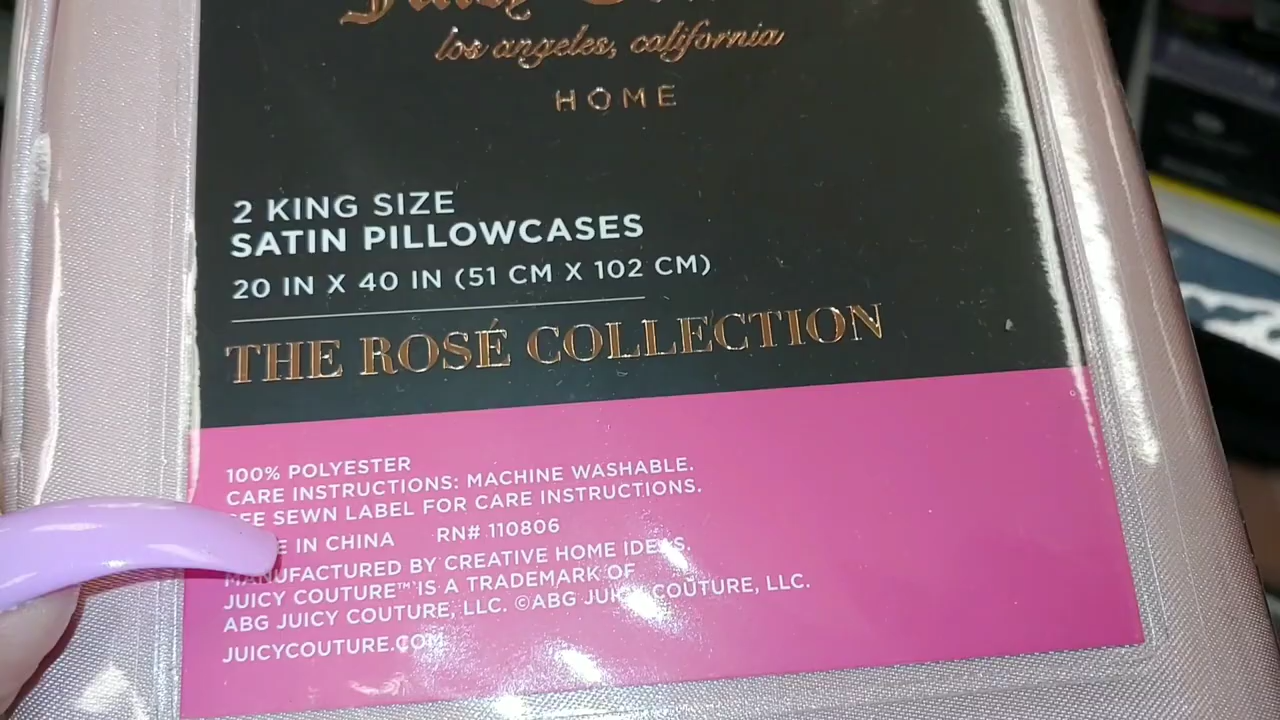 Juicy
los angeles, california
HOME
2 KING SIZE
SATIN PILLOWCASES
20 IN X 40 IN (51 CM X 102 CM)
THE ROSÉ COLLECTION
100% POLYESTER
CARE INSTRUCTIONS: MACHINE WASHABLE.
SEE SEWN LABEL FOR CARE INSTRUCTIONS.
IN CHINA RN# 110806
MANUFACTURED BY CREATIVE HOME IDEAS.
JUICY COUTURE™ IS A TRADEMARK OF
ABG JUICY COUTURE, LLC. ©ABG JUICY COUTURE, LLC.
JUICYCOUTURE.COM